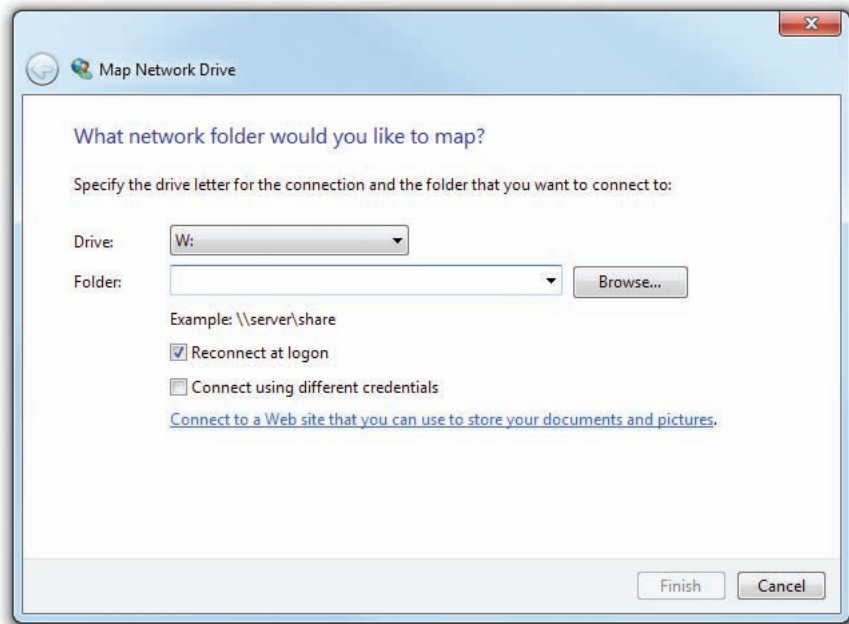 Map Network Drive
What network folder would you like to map?
Specify the drive letter for the connection and the folder that you want to connect to:
Drive: W:
Folder: Browse...
Example: \\server\share
Reconnect at logon
Connect using different credentials
Connect to a Web site that you can use to store your documents and pictures.
Finish Cancel